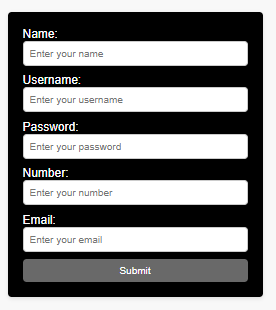 Name:
Enter your name
Username:
Enter your username
Password:
Enter your password
Number:
Enter your number
Email:
Enter your email
Submit